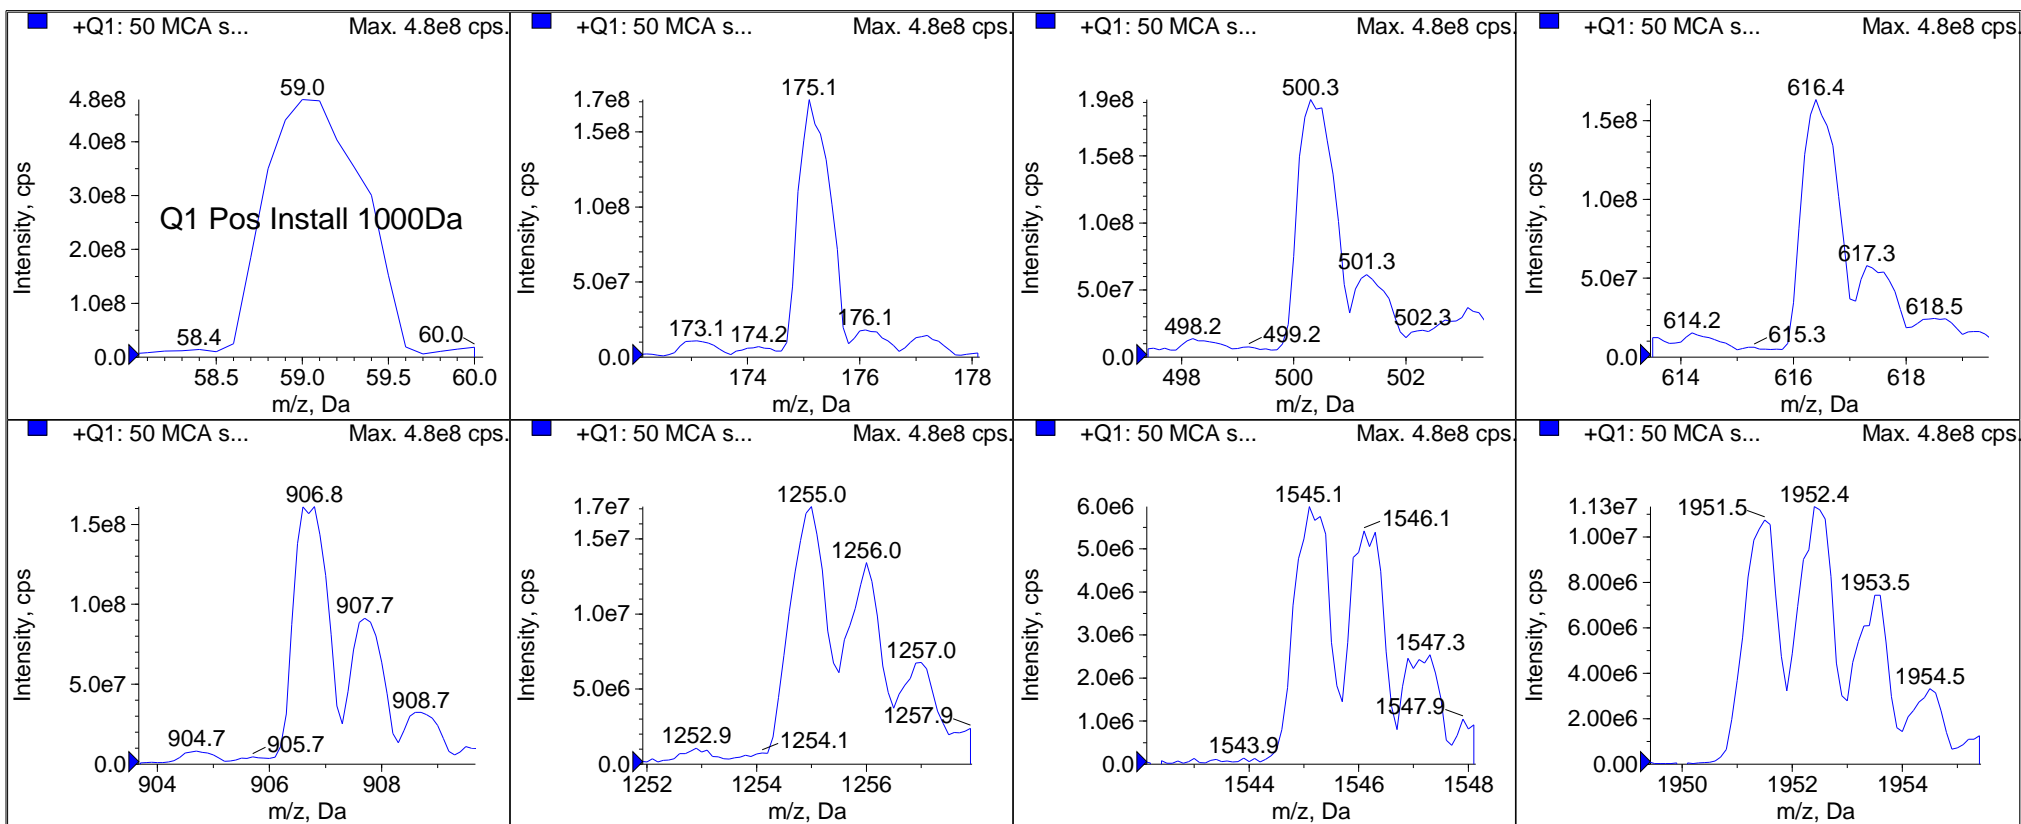 +Q1: 50 MCA s... Max. 4.8e8 cps.
59.0
4.8e8
4.0e8
3.0e8
2.0e8
1.0e8
0.0
Intensity, cps
Q1 Pos Install 1000Da
58.4
60.0
58.5 59.0 59.5 60.0
m/z, Da
+Q1: 50 MCA s... Max. 4.8e8 cps.
175.1
1.7e8
1.5e8
1.0e8
5.0e7
0.0
Intensity, cps
173.1
174.2
176.1
174 176 178
m/z, Da
+Q1: 50 MCA s... Max. 4.8e8 cps.
500.3
1.9e8
1.5e8
1.0e8
5.0e7
0.0
Intensity, cps
501.3
498.2
499.2
502.3
498 500 502
m/z, Da
+Q1: 50 MCA s... Max. 4.8e8 cps.
616.4
1.5e8
1.0e8
5.0e7
0.0
Intensity, cps
617.3
614.2
615.3
618.5
614 616 618
m/z, Da
+Q1: 50 MCA s... Max. 4.8e8 cps.
906.8
1.5e8
1.0e8
5.0e7
0.0
Intensity, cps
907.7
908.7
904.7
905.7
904 906 908
m/z, Da
+Q1: 50 MCA s... Max. 4.8e8 cps.
1255.0
1.7e7
1.5e7
1.0e7
5.0e6
0.0
Intensity, cps
1256.0
1257.0
1257.9
1252.9
1254.1
1252 1254 1256
m/z, Da
+Q1: 50 MCA s... Max. 4.8e8 cps.
1545.1
1546.1
6.0e6
5.0e6
4.0e6
3.0e6
2.0e6
1.0e6
0.0
Intensity, cps
1547.3
1547.9
1543.9
1544 1546 1548
m/z, Da
+Q1: 50 MCA s... Max. 4.8e8 cps.
1951.5
1952.4
1.13e7
1.00e7
8.00e6
6.00e6
4.00e6
2.00e6
0.00
Intensity, cps
1953.5
1954.5
1950 1952 1954
m/z, Da